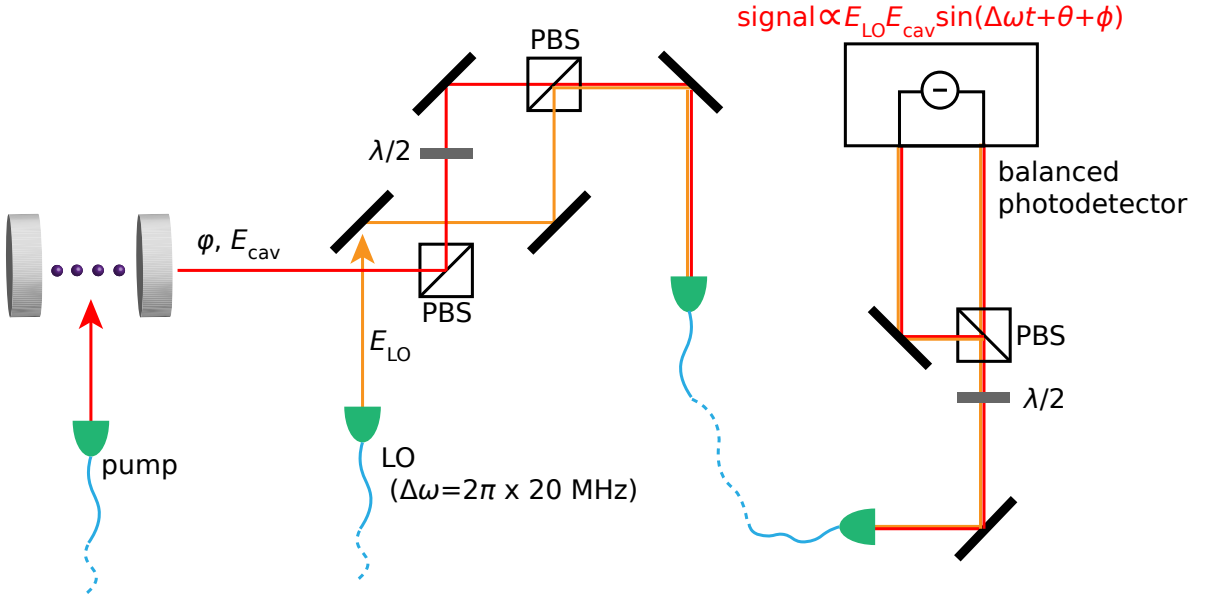 signal∝E_LO E_cav sin(Δωt+θ+ϕ)
PBS
λ/2
balanced
photodetector
φ, E_cav
PBS
PBS
E_LO
λ/2
pump
LO
(Δω=2π x 20 MHz)